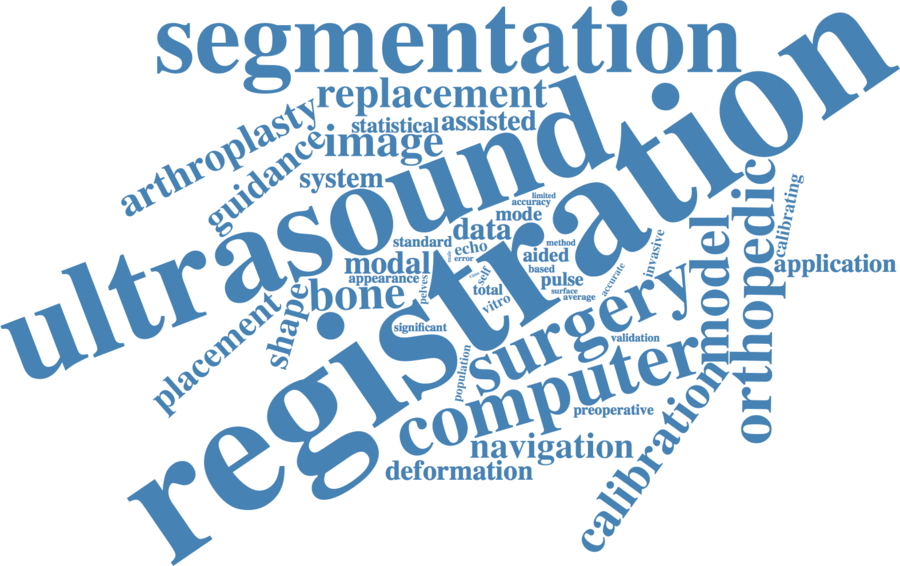 segmentation
replacement
arthroplasty
statistical
assisted
guidance
image
system
ultrasound
registration
limited
accuracy
mode
data
standard
echo
error
method
aided
modal
appearance
based
self
pulse
pelves
total
surface
average
vitro
accurate
invasive
calibrating
orthopedic
model
application
bone
shape
placement
significant
surgery
validation
population
computer
preoperative
navigation
deformation
calibration